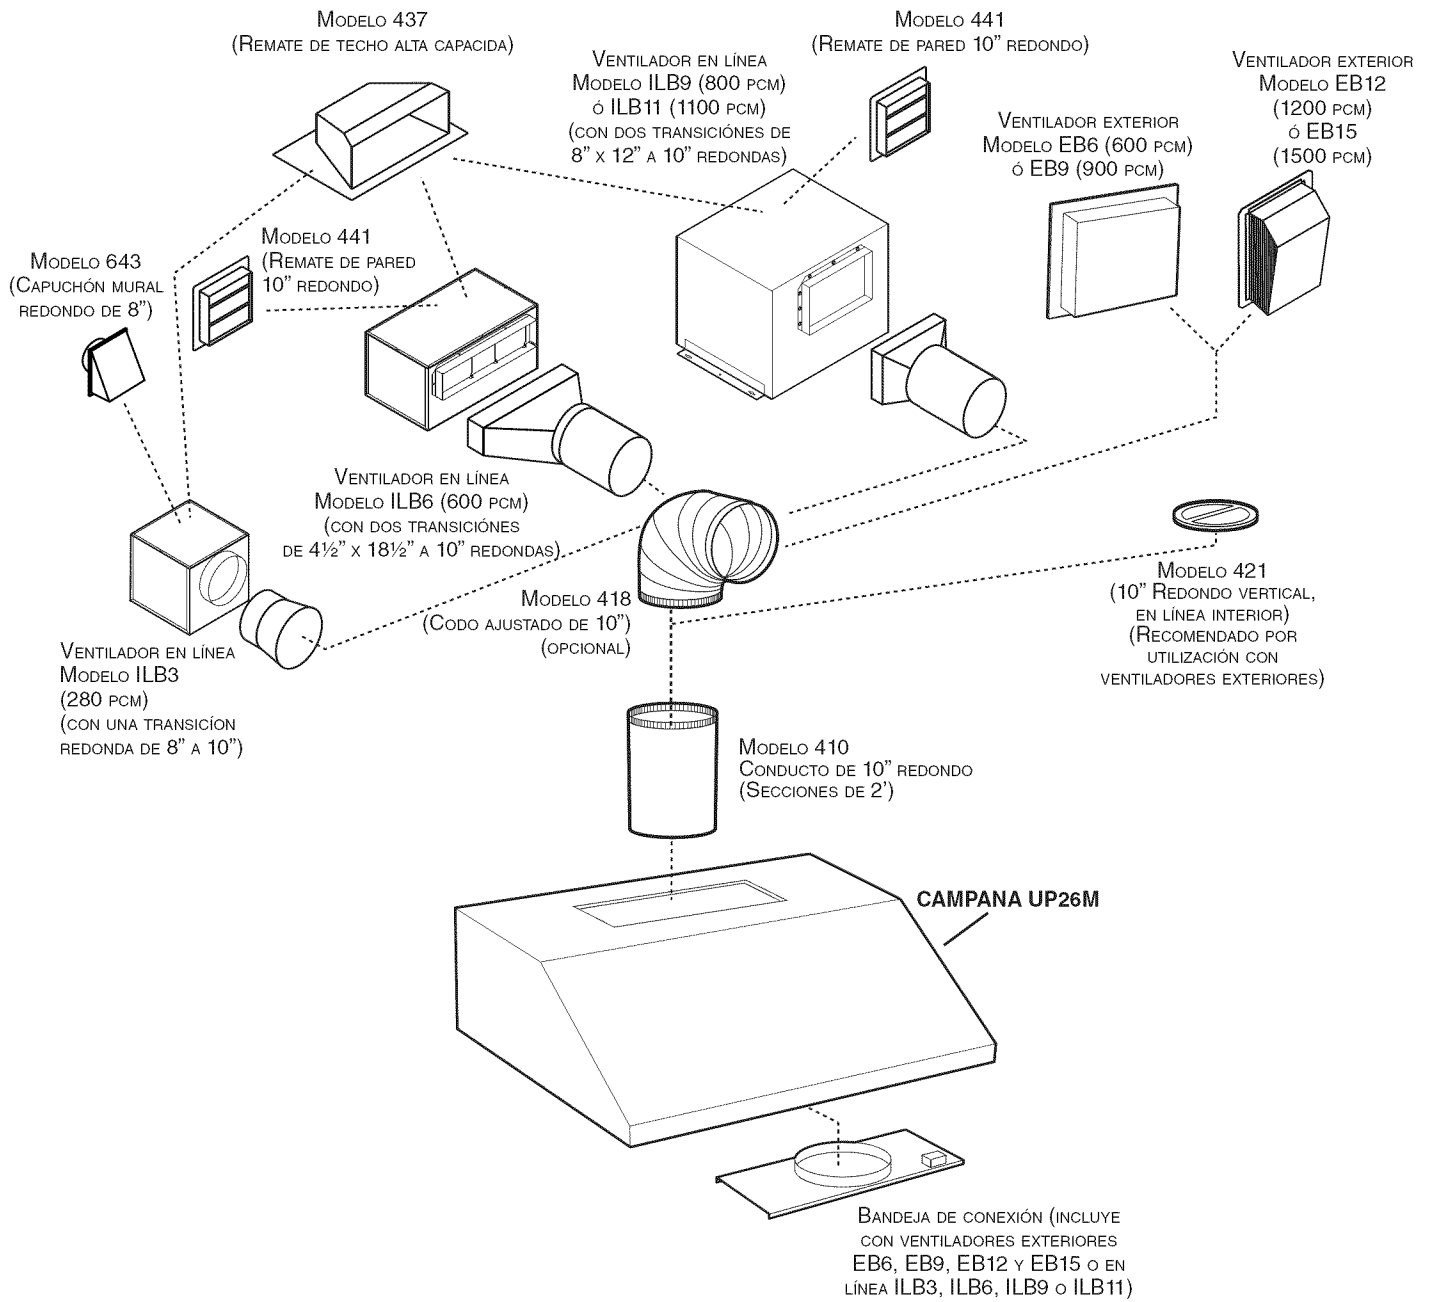 Modelo 437
(Remate de techo alta capacida)
Modelo 441
(Remate de pared 10” redondo)
Ventilador en línea
Modelo ILB9 (800 pcm)
ó ILB11 (1100 pcm)
(con dos transiciónes de
8” x 12” a 10” redondas)
Ventilador exterior
Modelo EB12
(1200 pcm)
ó EB15
(1500 pcm)
Ventilador exterior
Modelo EB6 (600 pcm)
ó EB9 (900 pcm)
Modelo 643
(Capuchón mural
redondo de 8”)
Modelo 441
(Remate de pared
10” redondo)
Ventilador en línea
Modelo ILB6 (600 pcm)
(con dos transiciónes
de 4½” x 18½” a 10” redondas)
Modelo 418
(Codo ajustado de 10”)
(opcional)
Modelo 421
(10” Redondo vertical,
en línea interior)
(Recomendado por
utilización con
ventiladores exteriores)
Ventilador en línea
Modelo ILB3
(280 pcm)
(con una transicíon
redonda de 8” a 10”)
Modelo 410
Conducto de 10” redondo
(Secciones de 2’)
CAMPANA UP26M
Bandeja de conexión (incluye
con ventiladores exteriores
EB6, EB9, EB12 y EB15 o en
línea ILB3, ILB6, ILB9 o ILB11)